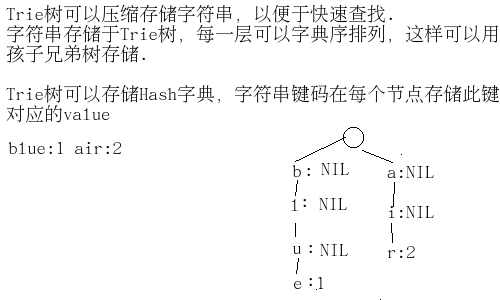 Trie树可以压缩存储字符串，以便于快速查找.
字符串存储于Trie树，每一层可以字典序排列，这样可以用
孩子兄弟树存储.
Trie树可以存储Hash字典，字符串键码在每个节点存储此键
对应的value
blue:1 air:2
b: NIL a:NIL
l: NIL
i:NIL
u:NIL r:2
e:1